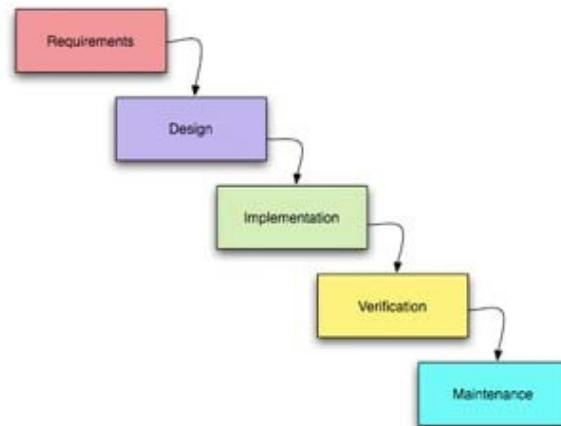 Requirements
Design
Implementation
Verification
Maintenance